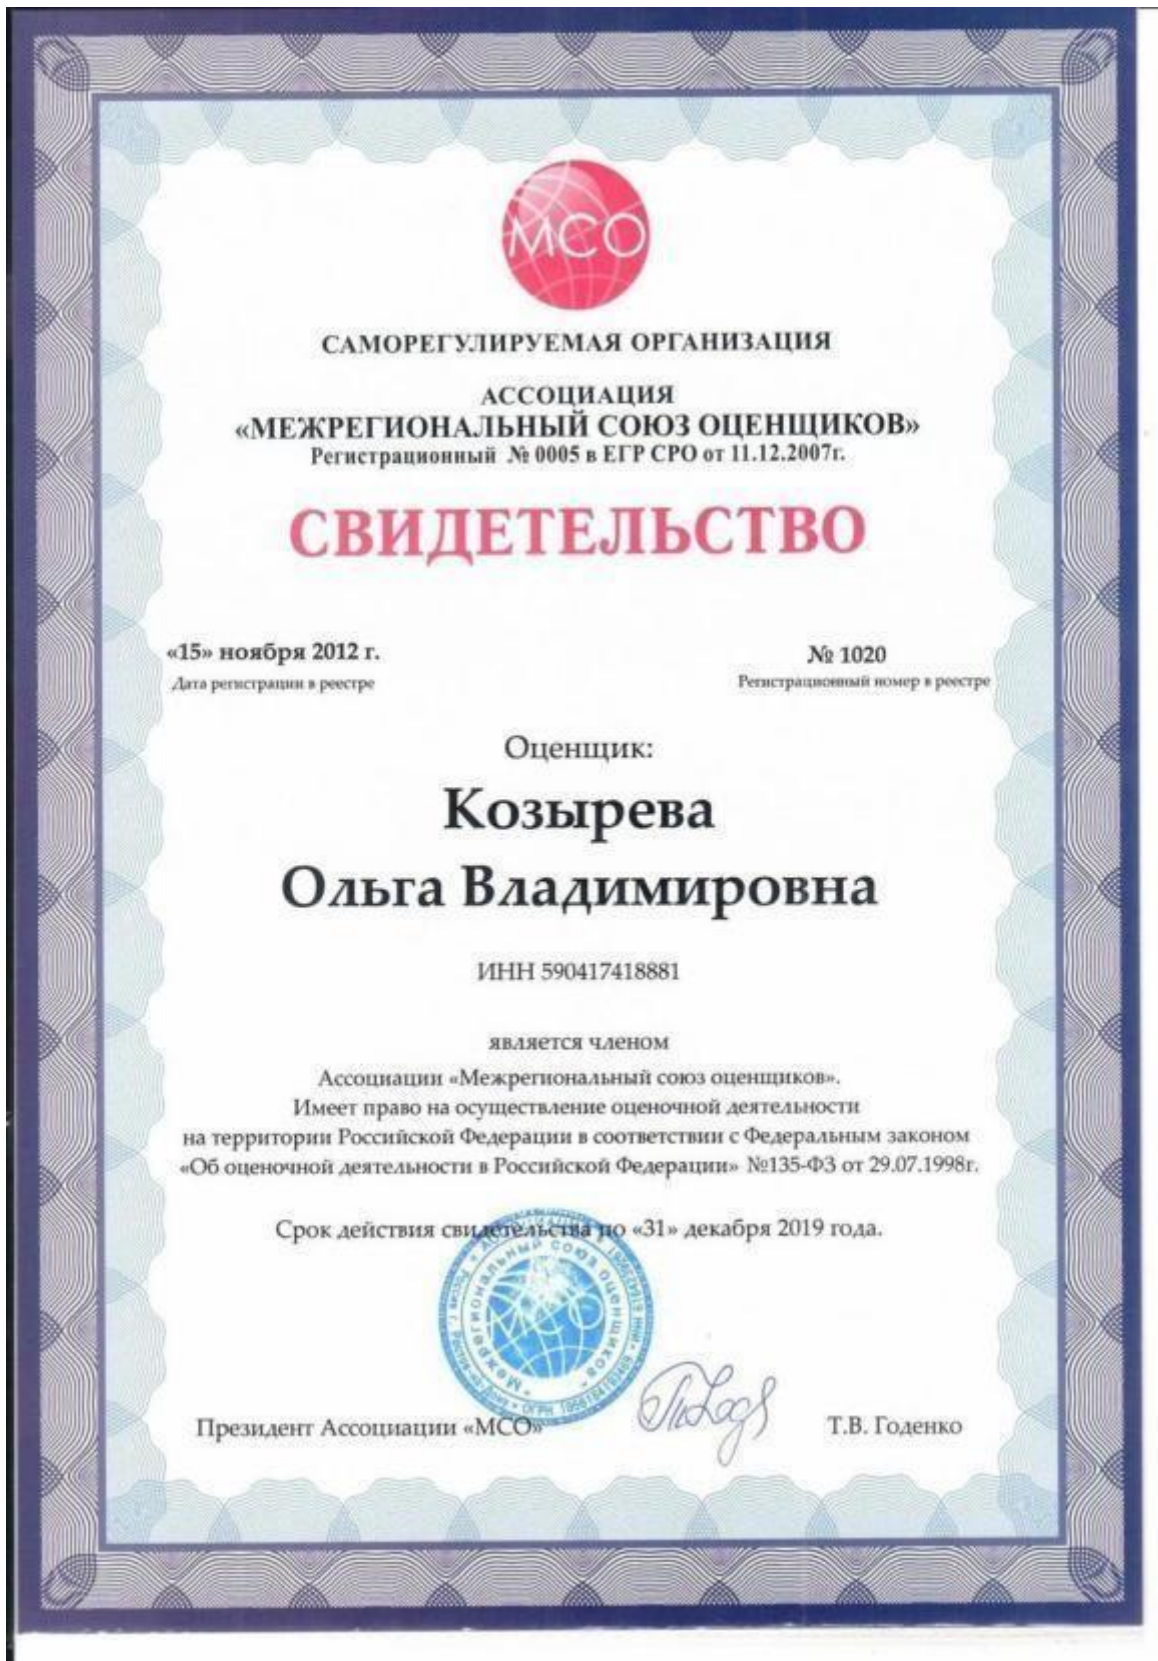 МСО
САМОРЕГУЛИРУЕМАЯ ОРГАНИЗАЦИЯ
АССОЦИАЦИЯ
«МЕЖРЕГИОНАЛЬНЫЙ СОЮЗ ОЦЕНЩИКОВ»
Регистрационный № 0005 в ЕГР СРО от 11.12.2007г.
СВИДЕТЕЛЬСТВО
«15» ноября 2012 г.
№ 1020
Дата регистрации в реестре
Регистрационный номер в реестре
Оценщик:
Козырева
Ольга Владимировна
ИНН 590417418881
является членом
Ассоциации «Межрегиональный союз оценщиков».
Имеет право на осуществление оценочной деятельности
на территории Российской Федерации в соответствии с Федеральным законом
«Об оценочной деятельности в Российской Федерации» №135-ФЗ от 29.07.1998г.
Срок действия свидетельства по «31» декабря 2019 года.
«Межрегиональный союз оценщиков»
МСО
Президент Ассоциации «МСО»
Т.В. Годенко